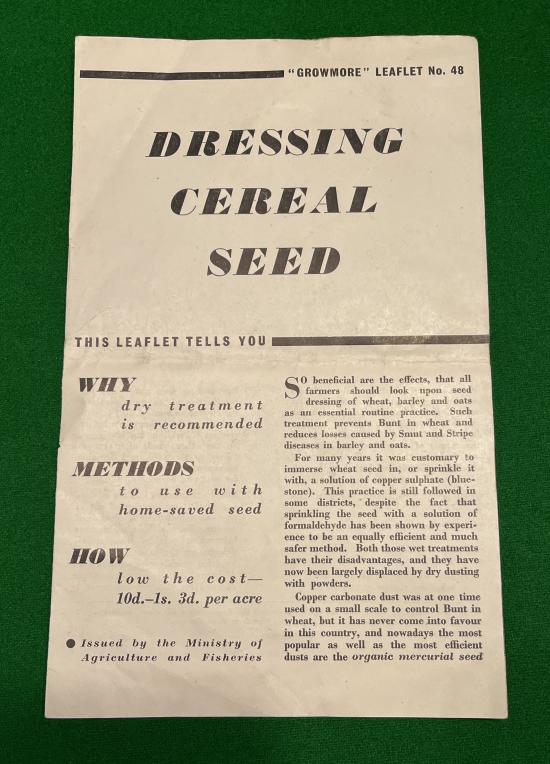 "GROWMORE" LEAFLET No. 48
DRESSING
CEREAL
SEED
THIS LEAFLET TELLS YOU
WHY
dry treatment
is recommended
METHODS
to use with
home-saved seed
HOW
low the cost—
10d.–1s. 3d. per acre
● Issued by the Ministry of
Agriculture and Fisheries
SO beneficial are the effects, that all
farmers should look upon seed
dressing of wheat, barley and oats
as an essential routine practice. Such
treatment prevents Bunt in wheat and
reduces losses caused by Smut and Stripe
diseases in barley and oats.
For many years it was customary to
immerse wheat seed in, or sprinkle it
with, a solution of copper sulphate (blue-
stone). This practice is still followed in
some districts, despite the fact that
sprinkling the seed with a solution of
formaldehyde has been shown by experi-
ence to be an equally efficient and much
safer method. Both those wet treatments
have their disadvantages, and they have
now been largely displaced by dry dusting
with powders.
Copper carbonate dust was at one time
used on a small scale to control Bunt in
wheat, but it has never come into favour
in this country, and nowadays the most
popular as well as the most efficient
dusts are the organic mercurial seed